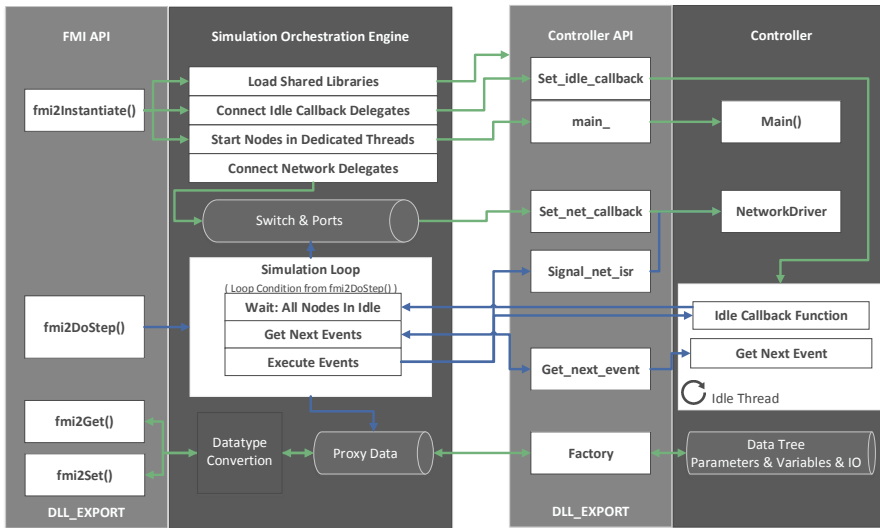 FMI API
Simulation Orchestration Engine
Controller API
Controller
Load Shared Libraries
Set_idle_callback
fmi2Instantiate()
Connect Idle Callback Delegates
Start Nodes in Dedicated Threads
main_
Main()
Connect Network Delegates
Switch & Ports
Set_net_callback
NetworkDriver
Simulation Loop
( Loop Condition from fmi2DoStep() )
Signal_net_isr
Wait: All Nodes In Idle
Idle Callback Function
fmi2DoStep()
Get Next Events
Get Next Event
Execute Events
Get_next_event
Idle Thread
fmi2Get()
Datatype
Convertion
Proxy Data
Factory
Data Tree
Parameters & Variables & IO
fmi2Set()
DLL_EXPORT
DLL_EXPORT